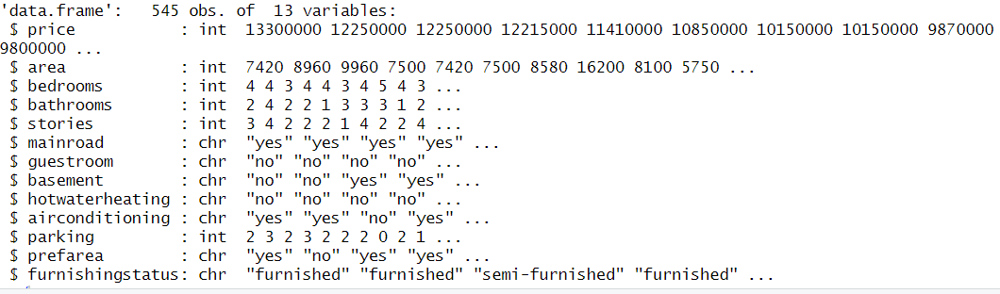 'data.frame':   545 obs. of  13 variables:
 $ price           : int  13300000 12250000 12250000 12215000 11410000 10850000 10150000 10150000 9870000
9800000 ...
 $ area            : int  7420 8960 9960 7500 7420 7500 8580 16200 8100 5750 ...
 $ bedrooms        : int  4 4 3 4 4 3 4 5 4 3 ...
 $ bathrooms       : int  2 4 2 2 1 3 3 3 1 2 ...
 $ stories         : int  3 4 2 2 2 1 4 2 2 4 ...
 $ mainroad        : chr  "yes" "yes" "yes" "yes" ...
 $ guestroom       : chr  "no" "no" "no" "no" ...
 $ basement        : chr  "no" "no" "yes" "yes" ...
 $ hotwaterheating : chr  "no" "no" "no" "no" ...
 $ airconditioning : chr  "yes" "yes" "no" "yes" ...
 $ parking         : int  2 3 2 3 2 2 2 0 2 1 ...
 $ prefarea        : chr  "yes" "no" "yes" "yes" ...
 $ furnishingstatus: chr  "furnished" "furnished" "semi-furnished" "furnished" ...